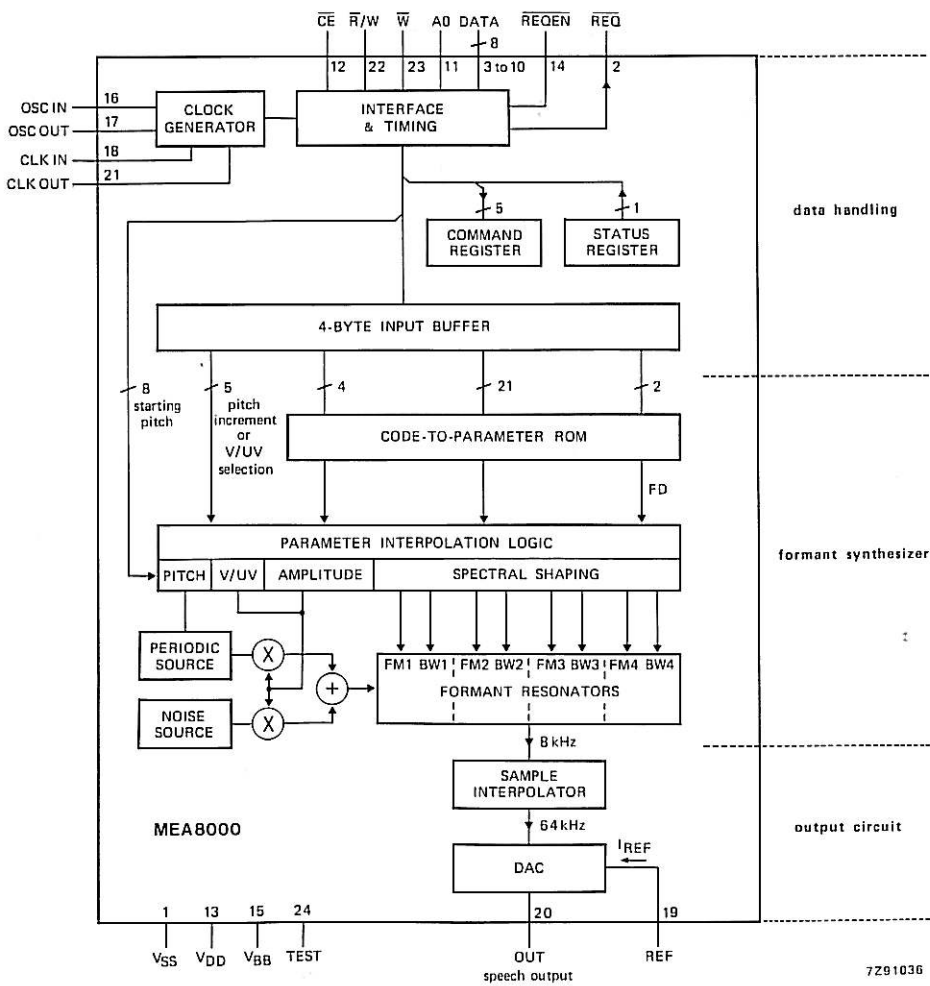 CE R/W W A0 DATA REQEN REQ
8
12 22 23 11 3 to 10 14 2
OSC IN 16
OSC OUT 17
CLK IN 18
CLK OUT 21
CLOCK
GENERATOR
INTERFACE
& TIMING
5 1
COMMAND
REGISTER
STATUS
REGISTER
data handling
4-BYTE INPUT BUFFER
8
starting
pitch
5
pitch
increment
or
V/UV
selection
4 21 2
CODE-TO-PARAMETER ROM
FD
PARAMETER INTERPOLATION LOGIC
PITCH V/UV AMPLITUDE SPECTRAL SHAPING
formant synthesizer
PERIODIC
SOURCE
X
+
NOISE
SOURCE
X
FM1 BW1 FM2 BW2 FM3 BW3 FM4 BW4
FORMANT RESONATORS
8 kHz
SAMPLE
INTERPOLATOR
64 kHz
MEA8000
IREF
DAC
output circuit
1 13 15 24 20 19
VSS VDD VBB TEST OUT REF
speech output
7Z91036